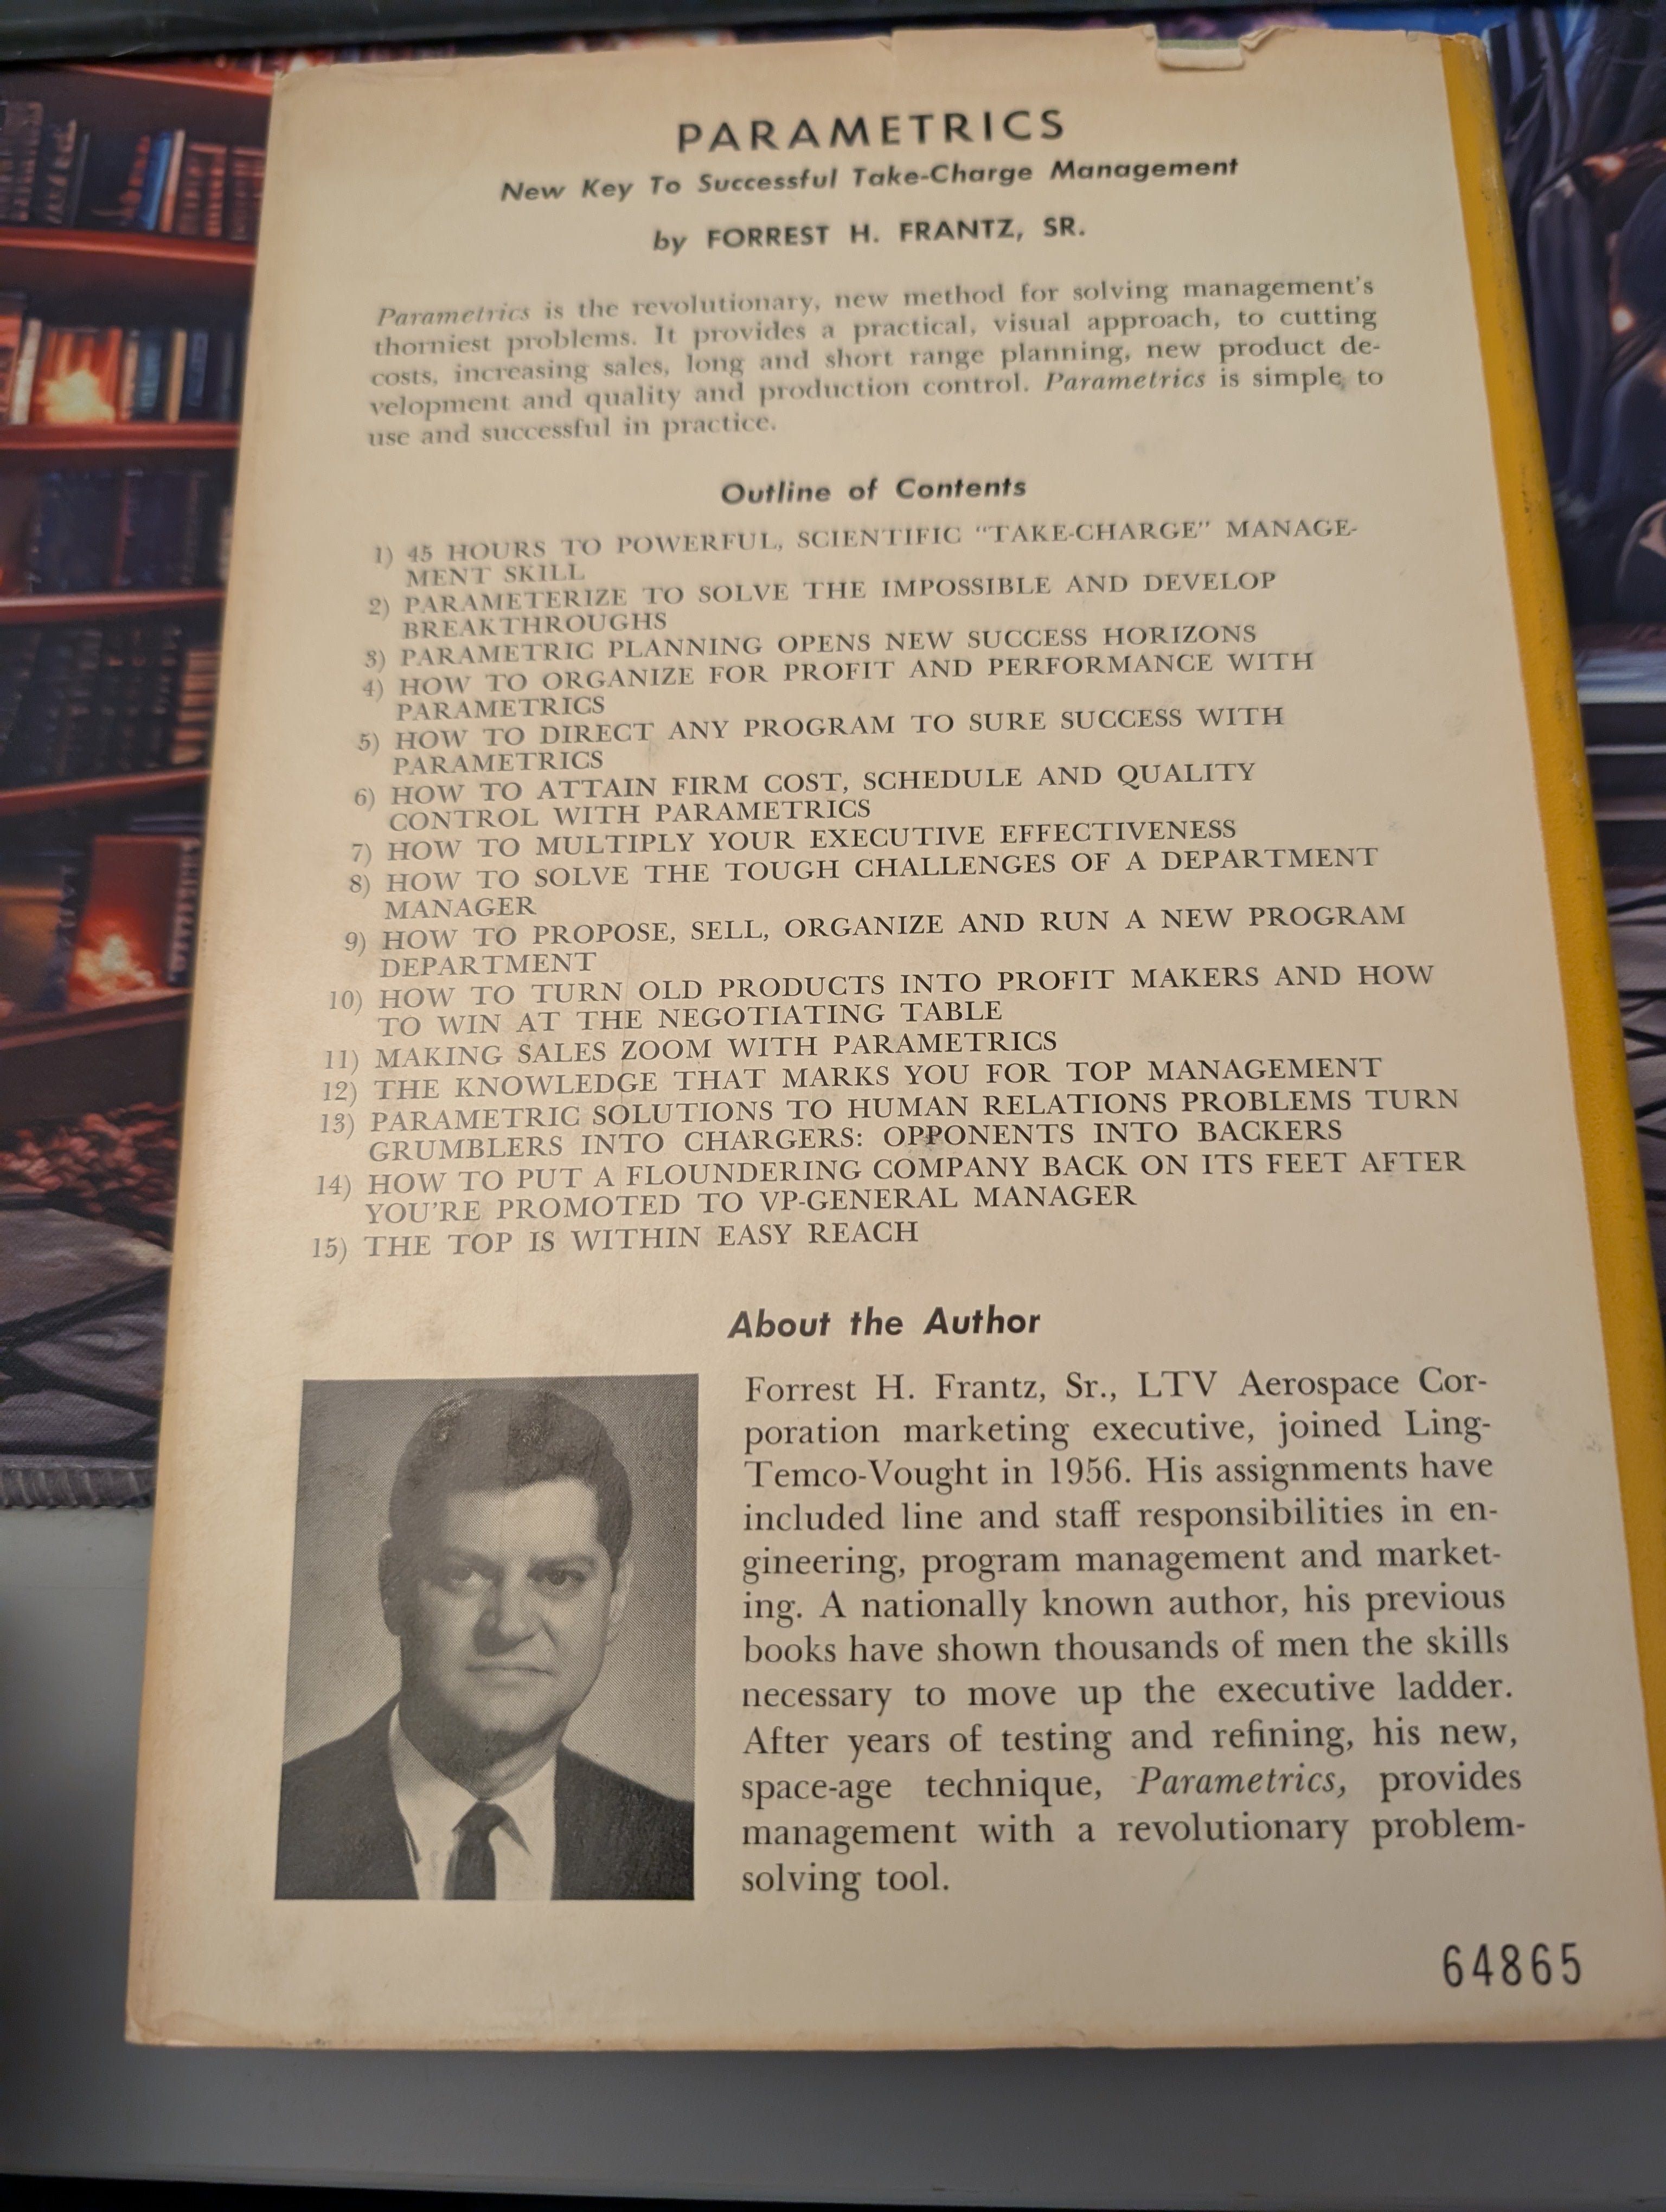 PARAMETRICS
New Key To Successful Take-Charge Management
by FORREST H. FRANTZ, SR.
Parametrics is the revolutionary, new method for solving management's
thorniest problems. It provides a practical, visual approach, to cutting
costs, increasing sales, long and short range planning, new product de-
velopment and quality and production control. Parametrics is simple to
use and successful in practice.
Outline of Contents
1) 45 HOURS TO POWERFUL, SCIENTIFIC "TAKE-CHARGE" MANAGE-
MENT SKILL
2) PARAMETERIZE TO SOLVE THE IMPOSSIBLE AND DEVELOP
BREAKTHROUGHS
3) PARAMETRIC PLANNING OPENS NEW SUCCESS HORIZONS
4) HOW TO ORGANIZE FOR PROFIT AND PERFORMANCE WITH
PARAMETRICS
5) HOW TO DIRECT ANY PROGRAM TO SURE SUCCESS WITH
PARAMETRICS
6) HOW TO ATTAIN FIRM COST, SCHEDULE AND QUALITY
CONTROL WITH PARAMETRICS
7) HOW TO MULTIPLY YOUR EXECUTIVE EFFECTIVENESS
8) HOW TO SOLVE THE TOUGH CHALLENGES OF A DEPARTMENT
MANAGER
9) HOW TO PROPOSE, SELL, ORGANIZE AND RUN A NEW PROGRAM
DEPARTMENT
10) HOW TO TURN OLD PRODUCTS INTO PROFIT MAKERS AND HOW
TO WIN AT THE NEGOTIATING TABLE
11) MAKING SALES ZOOM WITH PARAMETRICS
12) THE KNOWLEDGE THAT MARKS YOU FOR TOP MANAGEMENT
13) PARAMETRIC SOLUTIONS TO HUMAN RELATIONS PROBLEMS TURN
GRUMBLERS INTO CHARGERS: OPPONENTS INTO BACKERS
14) HOW TO PUT A FLOUNDERING COMPANY BACK ON ITS FEET AFTER
YOU'RE PROMOTED TO VP-GENERAL MANAGER
15) THE TOP IS WITHIN EASY REACH
About the Author
Forrest H. Frantz, Sr., LTV Aerospace Cor-
poration marketing executive, joined Ling-
Temco-Vought in 1956. His assignments have
included line and staff responsibilities in en-
gineering, program management and market-
ing. A nationally known author, his previous
books have shown thousands of men the skills
necessary to move up the executive ladder.
After years of testing and refining, his new,
space-age technique, Parametrics, provides
management with a revolutionary problem-
solving tool.
64865